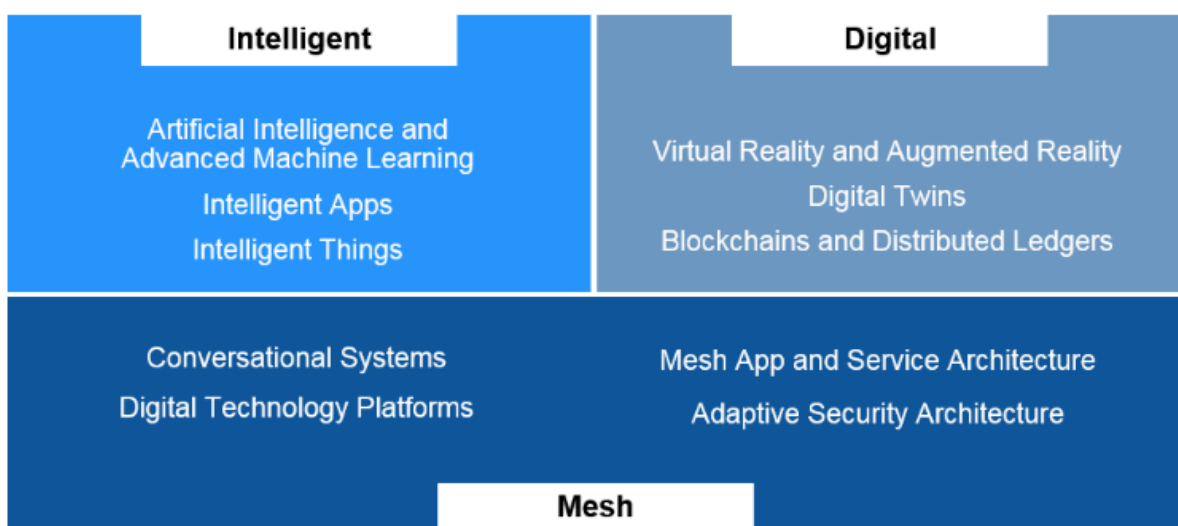 Intelligent
Artificial Intelligence and
Advanced Machine Learning
Intelligent Apps
Intelligent Things
Digital
Virtual Reality and Augmented Reality
Digital Twins
Blockchains and Distributed Ledgers
Conversational Systems
Digital Technology Platforms
Mesh App and Service Architecture
Adaptive Security Architecture
Mesh